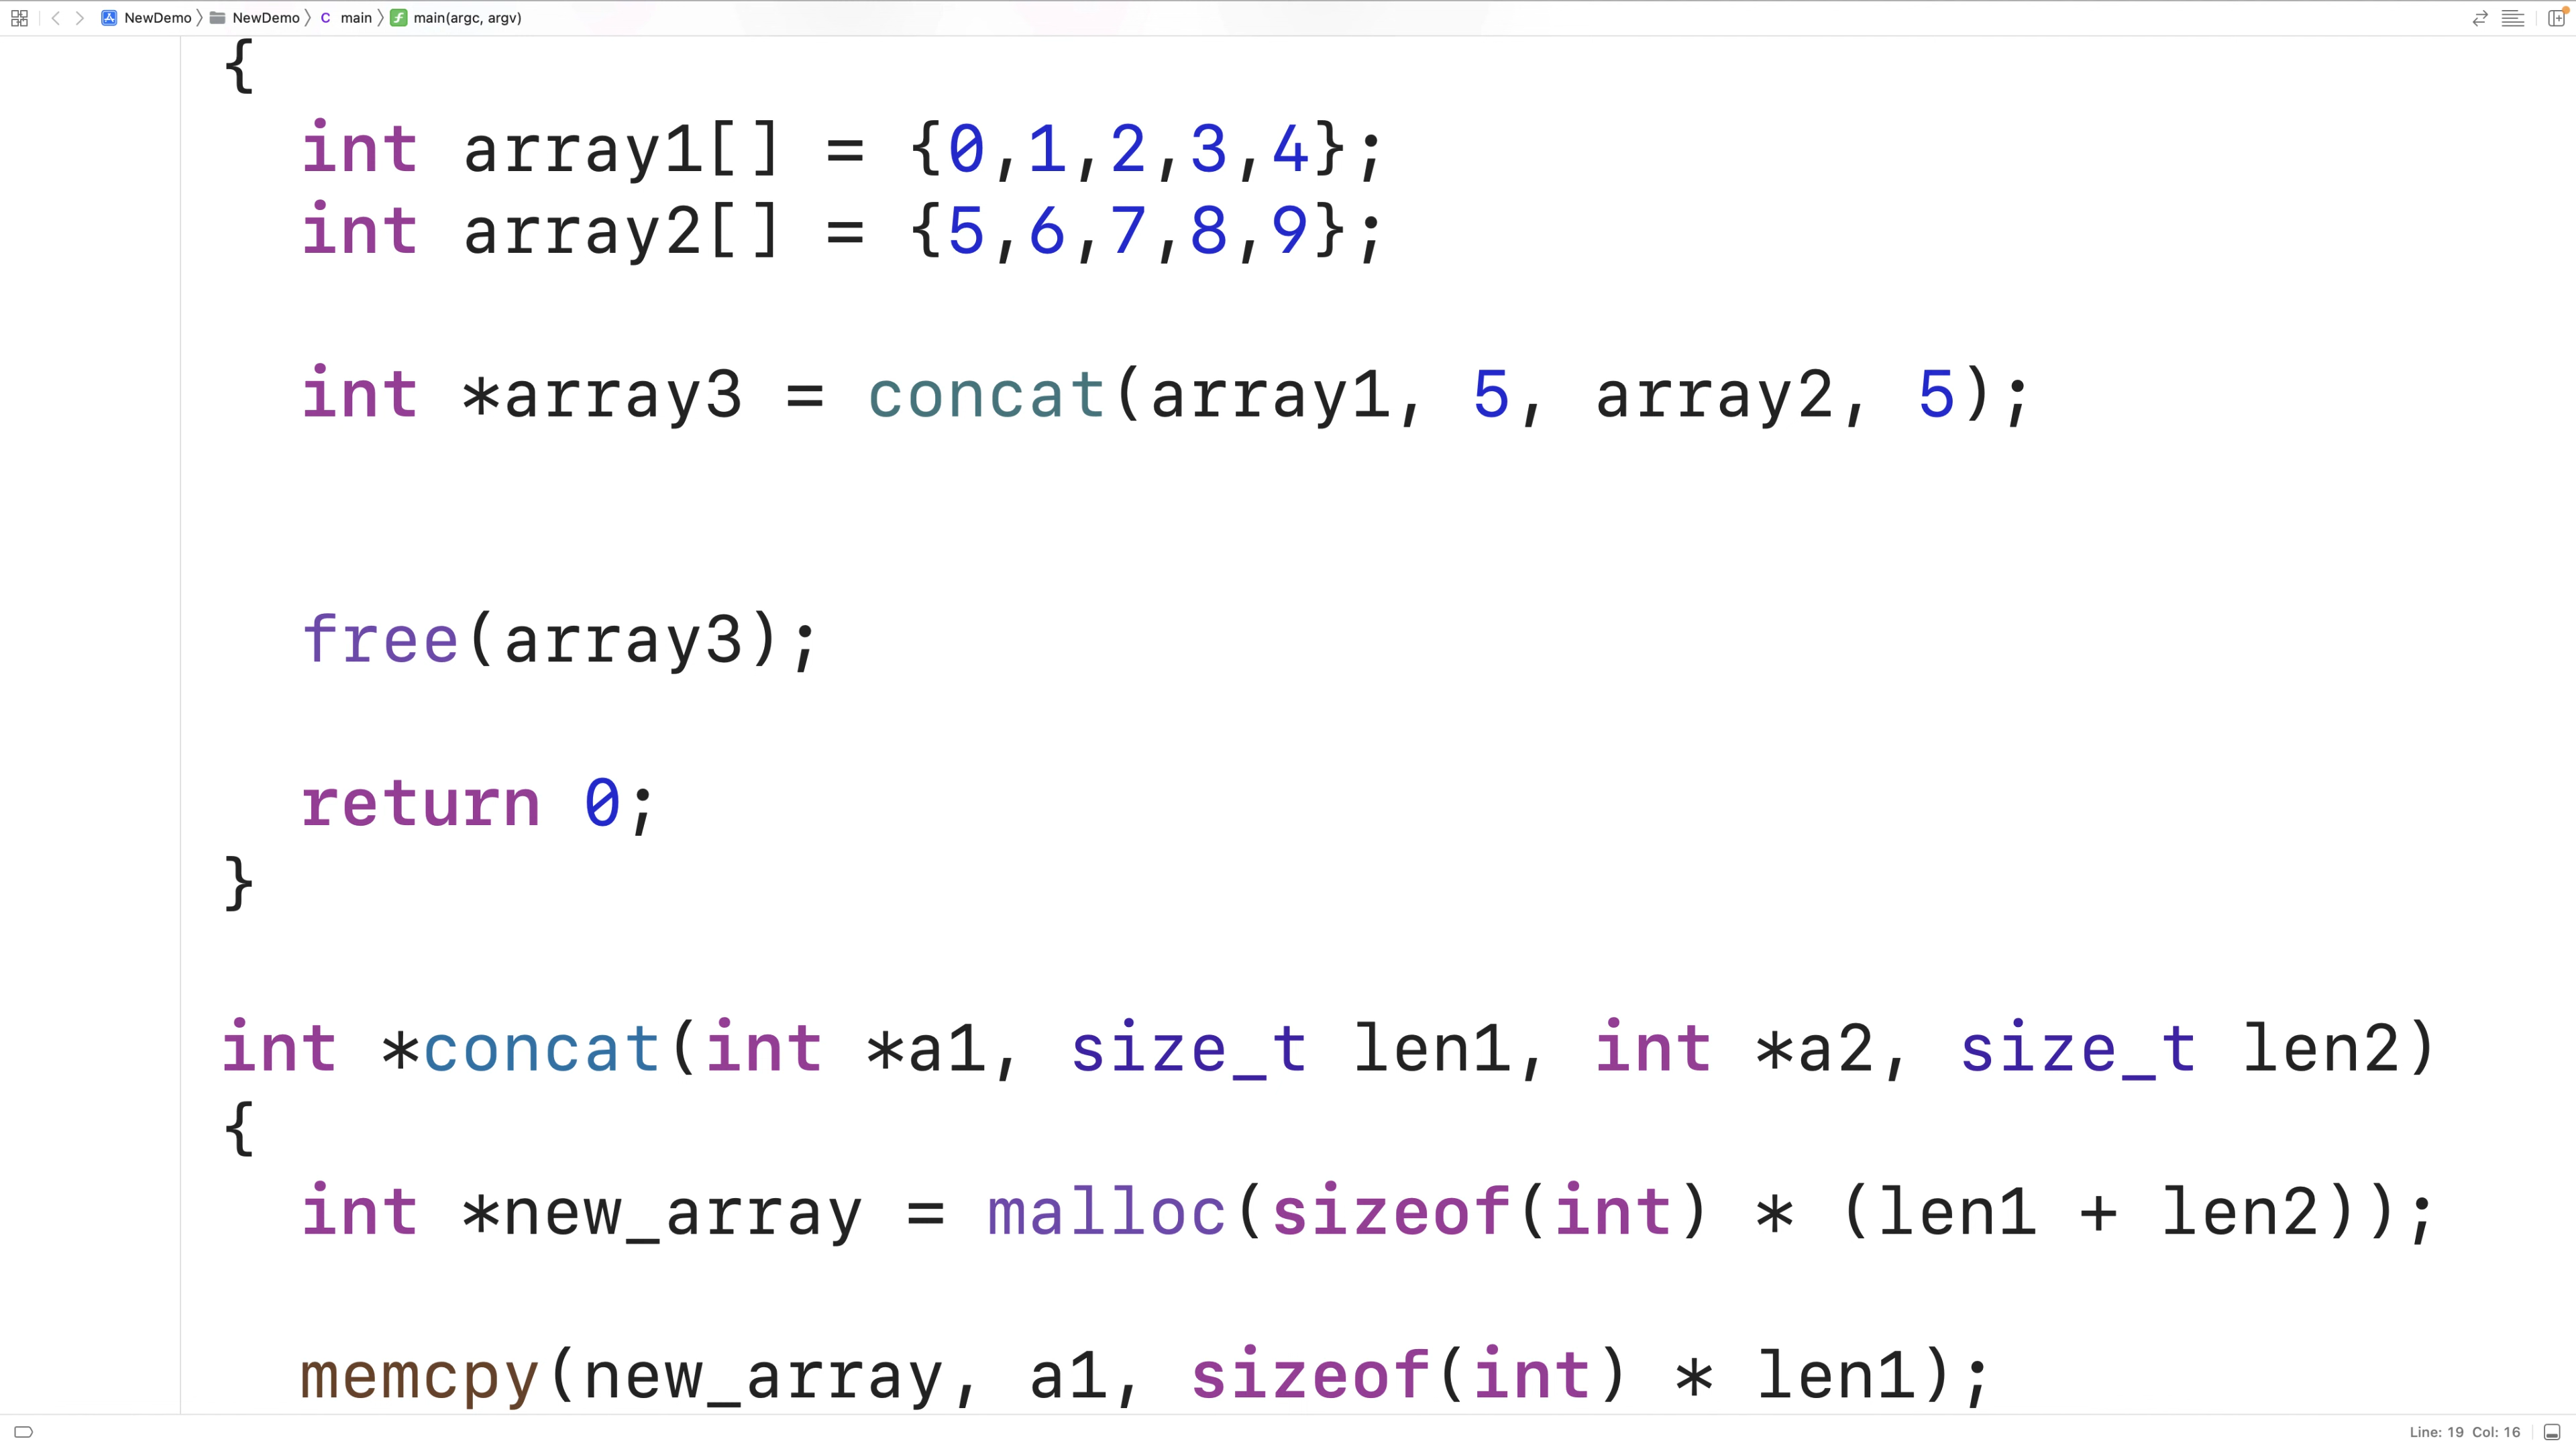 NewDemo NewDemo C main f main(argc, argv)
{
int array1[] = {0,1,2,3,4};
int array2[] = {5,6,7,8,9};
int *array3 = concat(array1, 5, array2, 5);
free(array3);
return 0;
}
int *concat(int *a1, size_t len1, int *a2, size_t len2)
{
int *new_array = malloc(sizeof(int) * (len1 + len2));
memcpy(new_array, a1, sizeof(int) * len1);
Line: 19 Col: 16